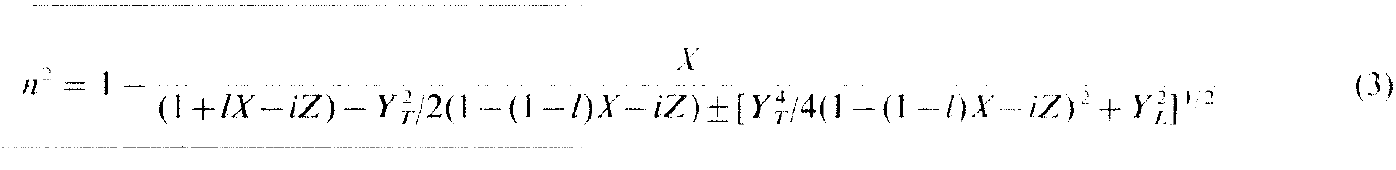 n² = 1 − X / (1+lX−iZ)−Y_T²/2(1−(1−l)X−iZ)±[Y_T⁴/4(1−(1−l)X−iZ)²+Y_L²]^{1/2} (3)